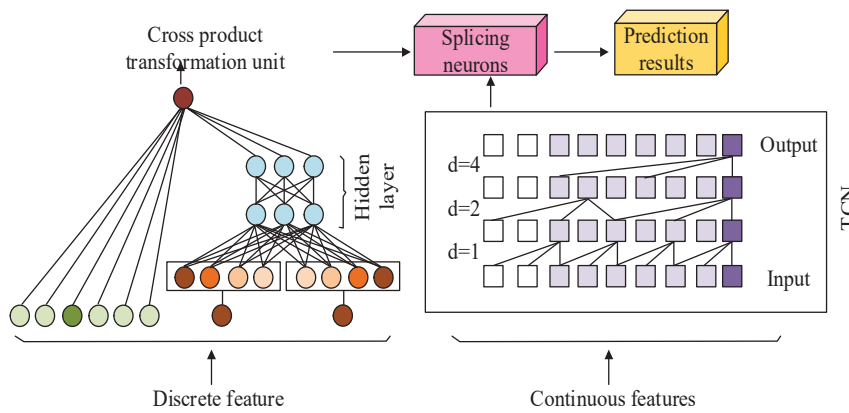 Cross product
transformation unit
Splicing
neurons
Prediction
results
Hidden
layer
Output
d=4
d=2
d=1
Input
TCN
Discrete feature
Continuous features